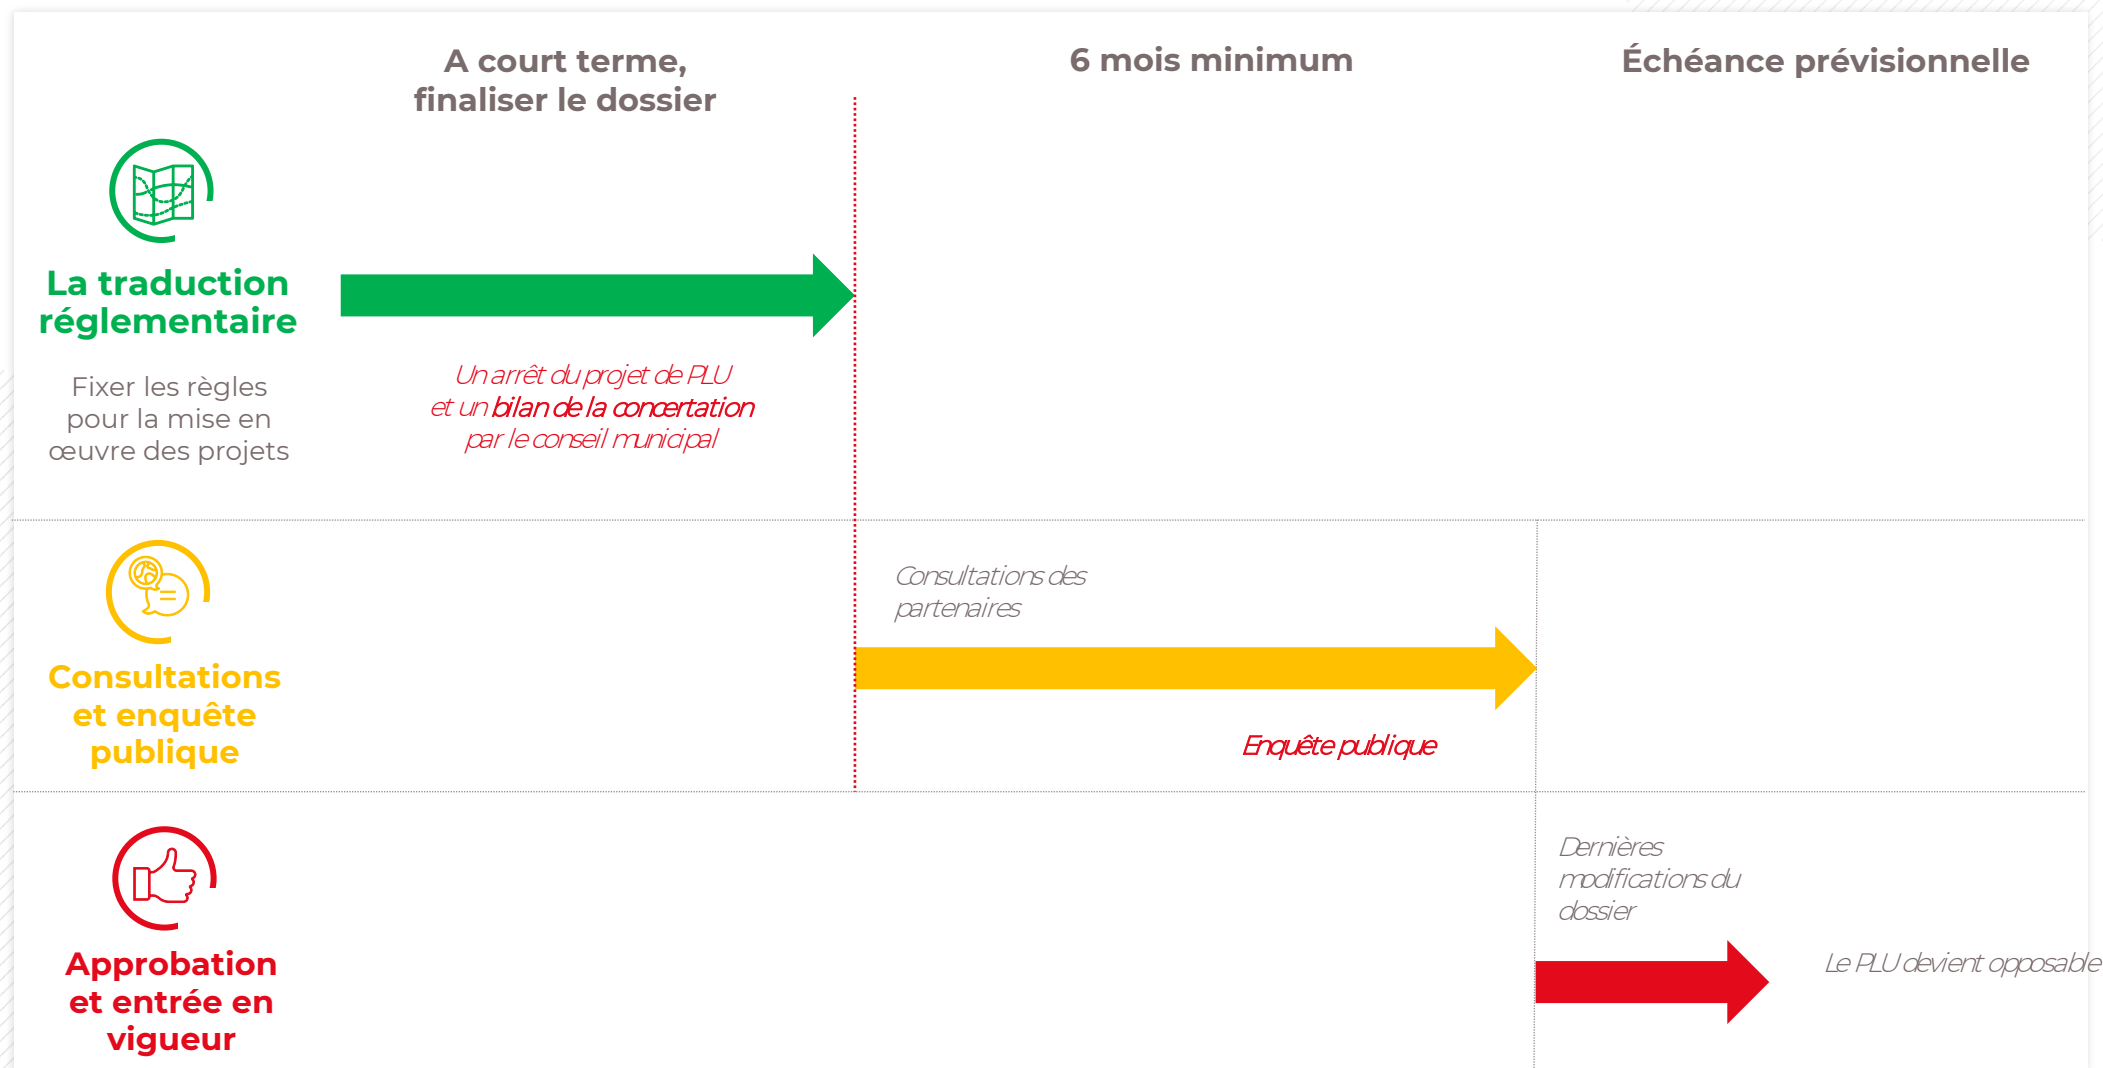 A court terme,
finaliser le dossier
6 mois minimum
Échéance prévisionnelle
La traduction
réglementaire
Fixer les règles
pour la mise en
œuvre des projets
Un arrêt du projet de PLU
et un bilan de la concertation
par le conseil municipal
Consultations
et enquête
publique
Consultations des
partenaires
Enquête publique
Approbation
et entrée en
vigueur
Dernières
modifications du
dossier
Le PLU devient opposable